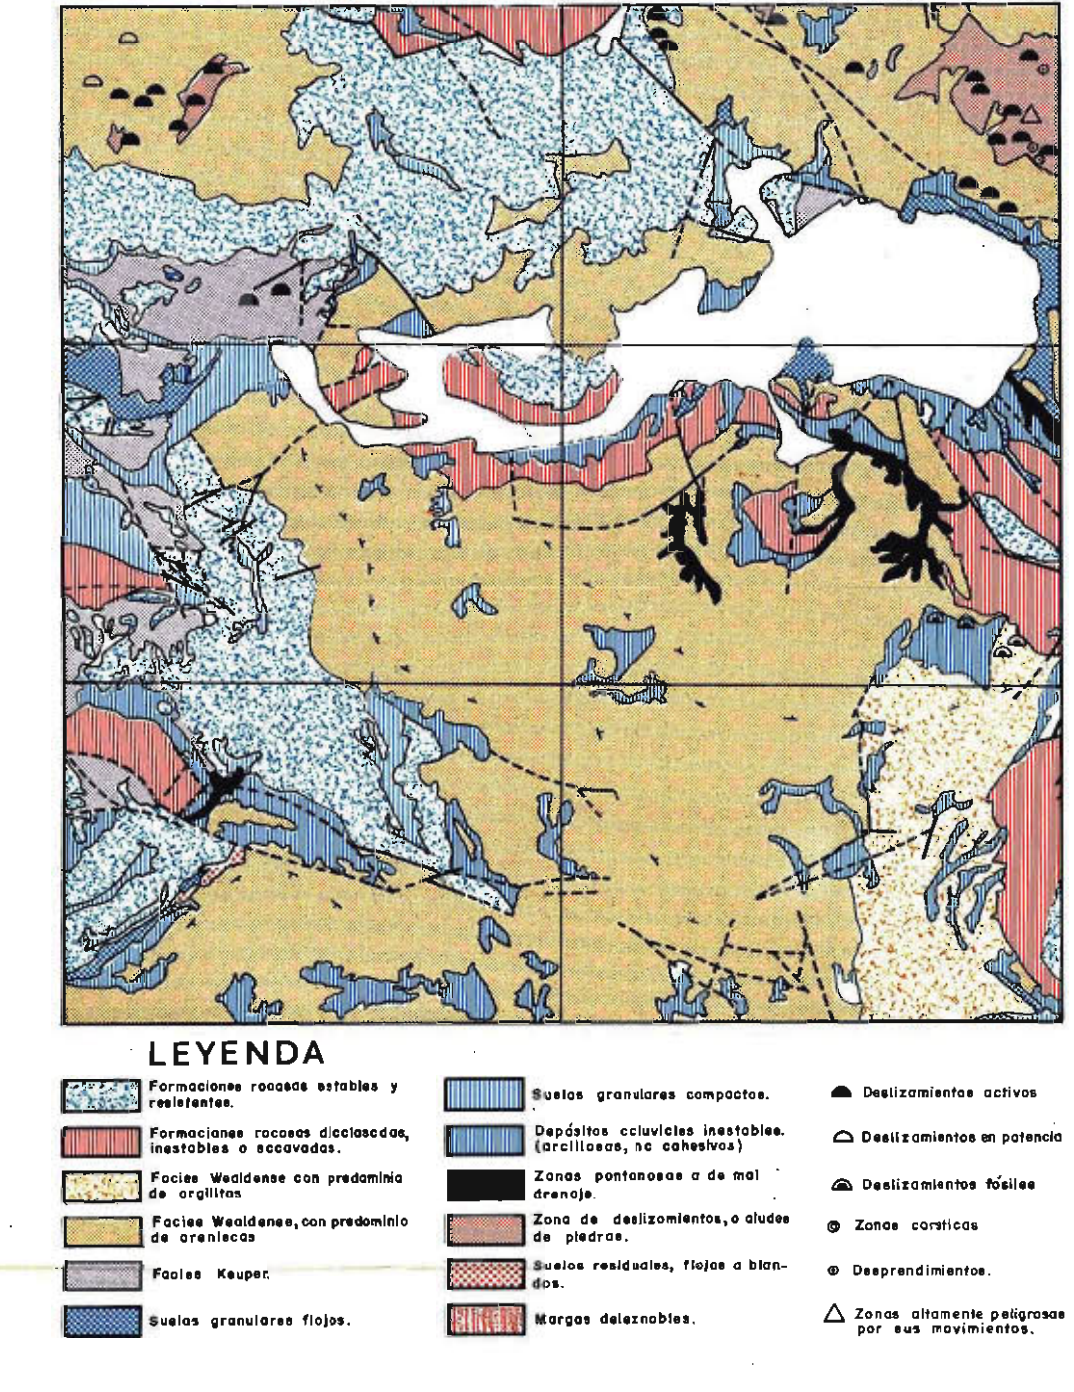 LEYENDA
Formaciones rocosas estables y
resistentes.
Formaciones rocosas diaclasadas,
inestables o excavadas.
Facies Wealdense con predominio
de argilitas
Facies Wealdense, con predominio
de areniscas
Facies Keuper.
Suelos granulares flojos.
Suelos granulares compactos.
Depósitos coluviales inestables.
(arcillosos, no cohesivos)
Zonas pantanosas o de mal
drenaje.
Zona de deslizamientos, o aludes
de piedras.
Suelos residuales, flojos o blan-
dos.
Margas deleznables.
Deslizamientos activos
Deslizamientos en potencia
Deslizamientos fósiles
Zonas carsticas
Desprendimientos.
Zonas altamente peligrosas
por sus movimientos.